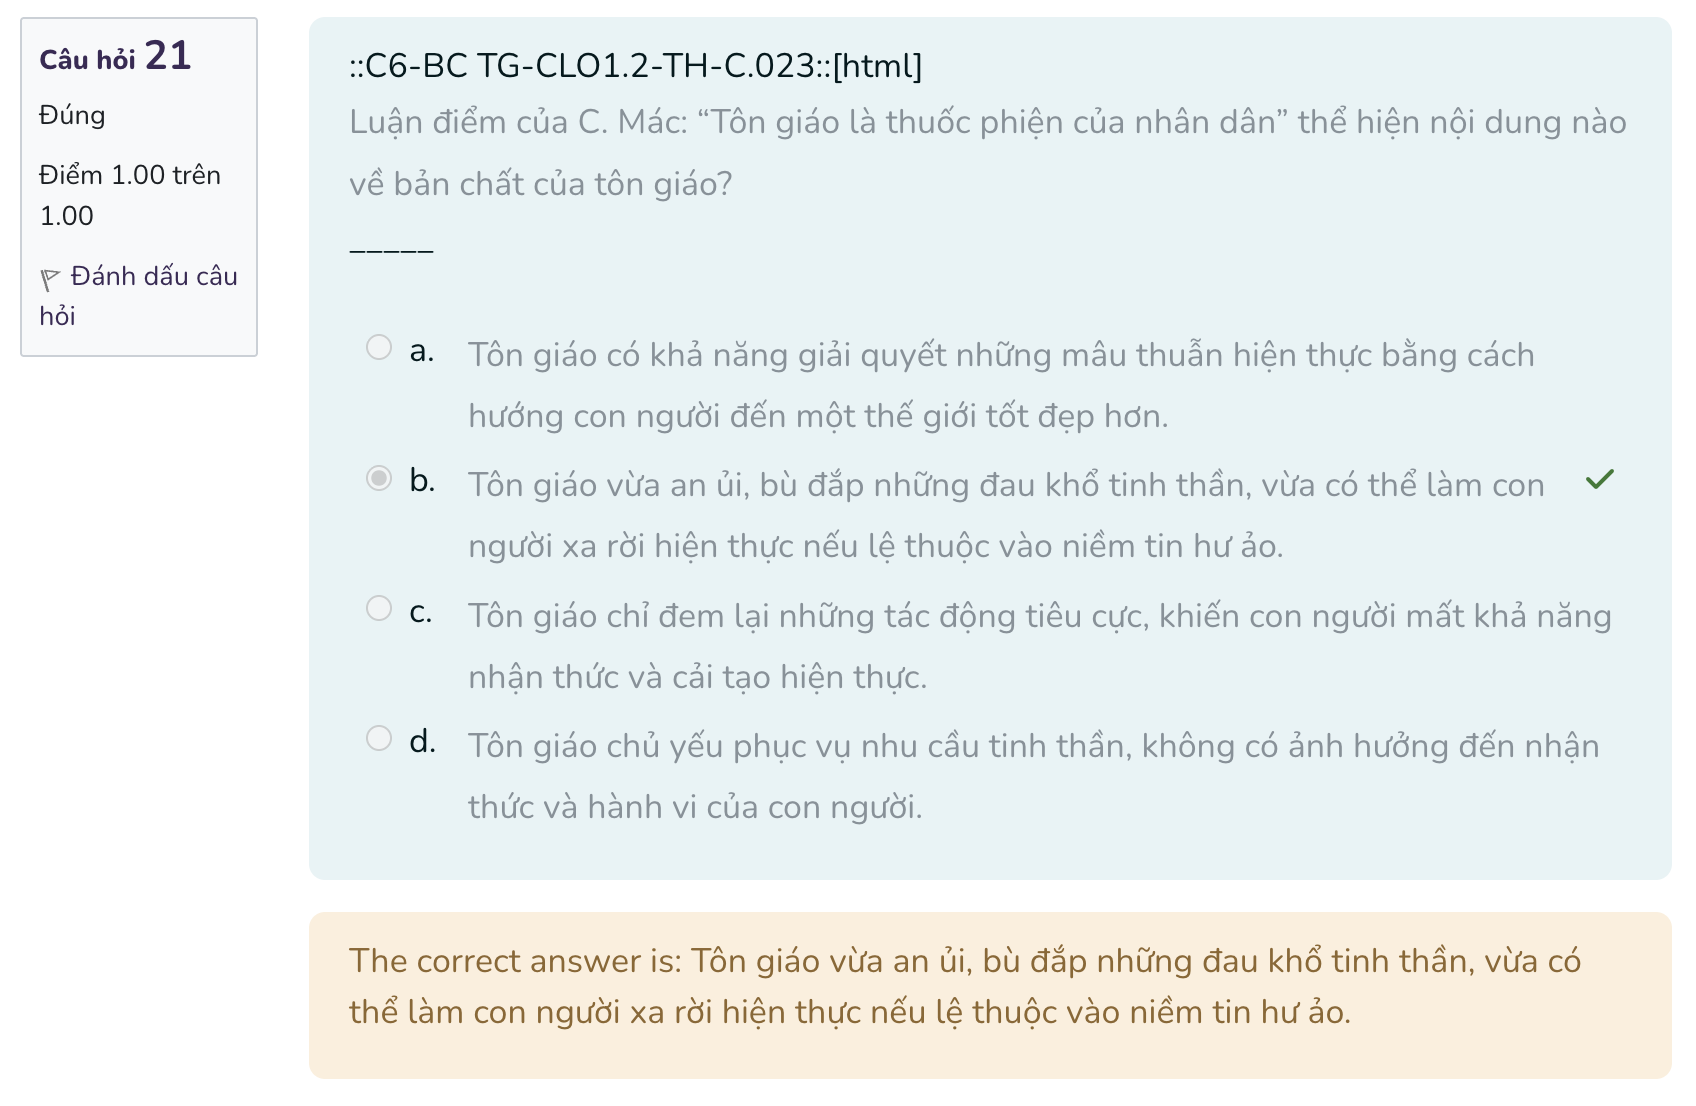 Câu hỏi 21
Đúng
Điểm 1.00 trên
1.00
Đánh dấu câu
hỏi
::C6-BC TG-CLO1.2-TH-C.023::[html]
Luận điểm của C. Mác: “Tôn giáo là thuốc phiện của nhân dân” thể hiện nội dung nào
về bản chất của tôn giáo?
_____
a. Tôn giáo có khả năng giải quyết những mâu thuẫn hiện thực bằng cách
hướng con người đến một thế giới tốt đẹp hơn.
b. Tôn giáo vừa an ủi, bù đắp những đau khổ tinh thần, vừa có thể làm con
người xa rời hiện thực nếu lệ thuộc vào niềm tin hư ảo.
c. Tôn giáo chỉ đem lại những tác động tiêu cực, khiến con người mất khả năng
nhận thức và cải tạo hiện thực.
d. Tôn giáo chủ yếu phục vụ nhu cầu tinh thần, không có ảnh hưởng đến nhận
thức và hành vi của con người.
The correct answer is: Tôn giáo vừa an ủi, bù đắp những đau khổ tinh thần, vừa có
thể làm con người xa rời hiện thực nếu lệ thuộc vào niềm tin hư ảo.